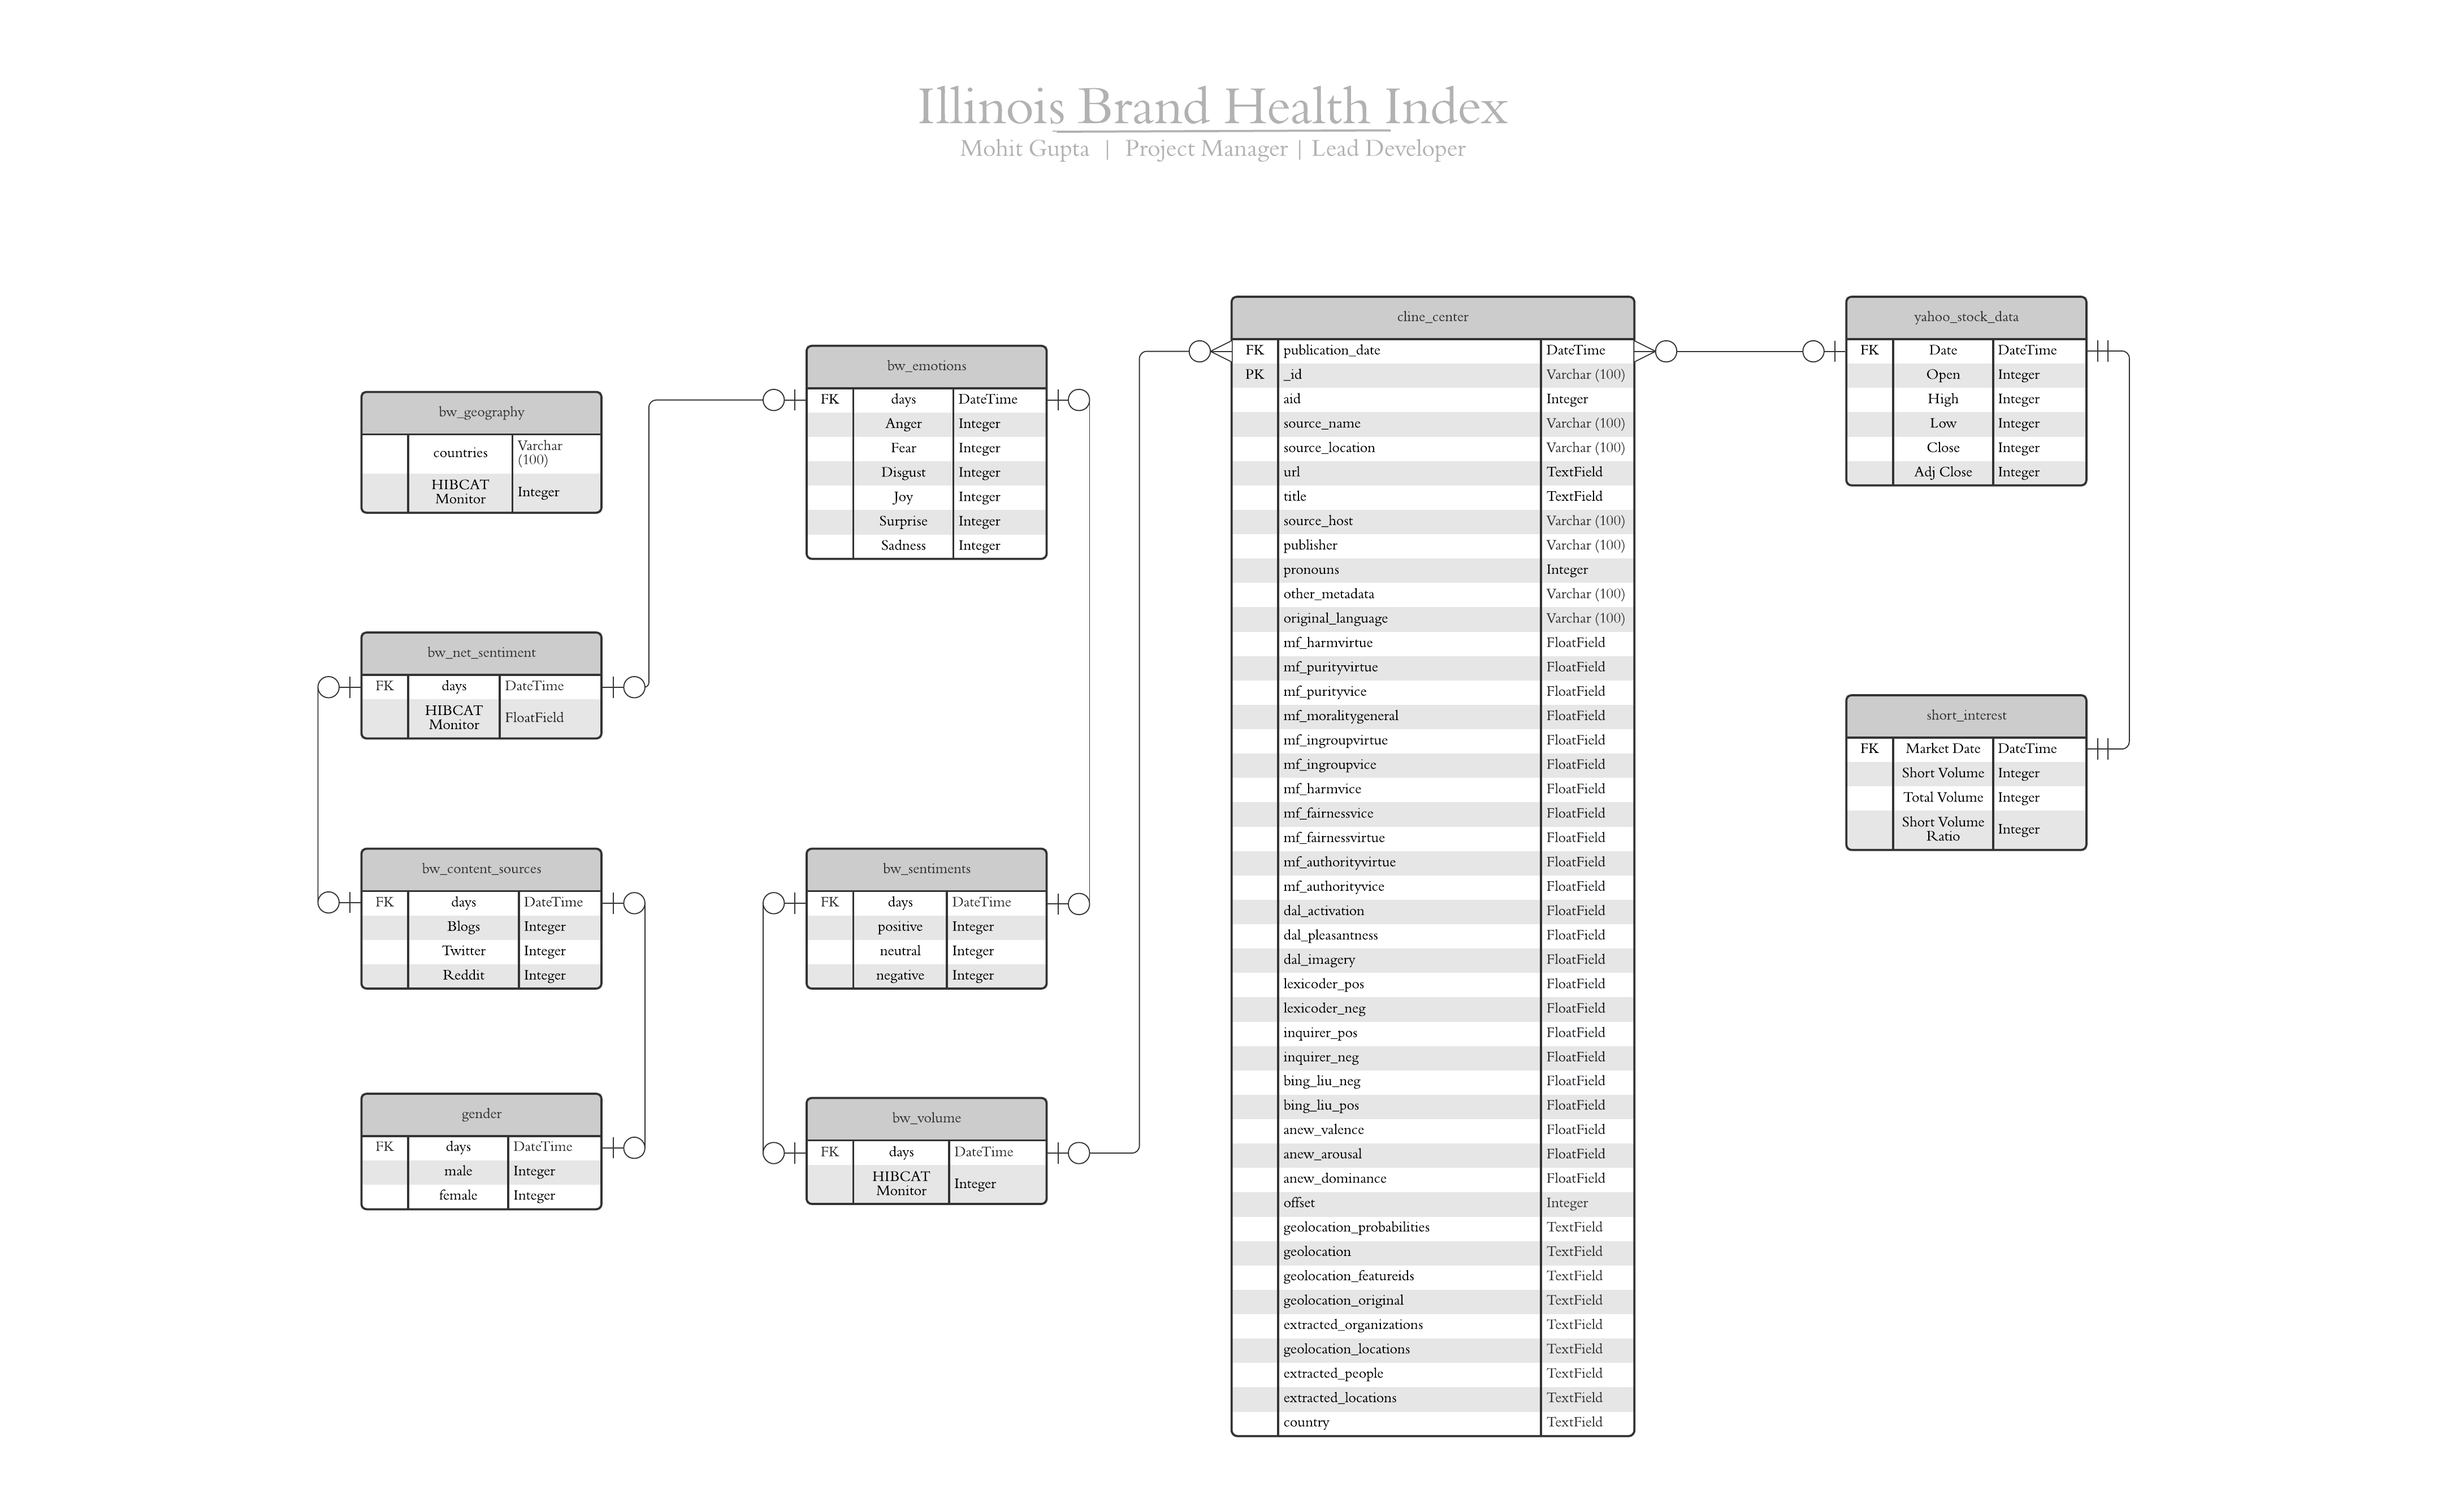 Illinois Brand Health Index
Mohit Gupta | Project Manager | Lead Developer
bw_geography
countries Varchar
(100)
HIBCAT
Monitor Integer
bw_net_sentiment
FK days DateTime
HIBCAT
Monitor FloatField
bw_content_sources
FK days DateTime
Blogs Integer
Twitter Integer
Reddit Integer
gender
FK days DateTime
male Integer
female Integer
bw_emotions
FK days DateTime
Anger Integer
Fear Integer
Disgust Integer
Joy Integer
Surprise Integer
Sadness Integer
bw_sentiments
FK days DateTime
positive Integer
neutral Integer
negative Integer
bw_volume
FK days DateTime
HIBCAT
Monitor Integer
cline_center
FK publication_date DateTime
PK _id Varchar (100)
aid Integer
source_name Varchar (100)
source_location Varchar (100)
url TextField
title TextField
source_host Varchar (100)
publisher Varchar (100)
pronouns Integer
other_metadata Varchar (100)
original_language Varchar (100)
mf_harmvirtue FloatField
mf_purityvirtue FloatField
mf_purityvice FloatField
mf_moralitygeneral FloatField
mf_ingroupvirtue FloatField
mf_ingroupvice FloatField
mf_harmvice FloatField
mf_fairnessvice FloatField
mf_fairnessvirtue FloatField
mf_authorityvirtue FloatField
mf_authorityvice FloatField
dal_activation FloatField
dal_pleasantness FloatField
dal_imagery FloatField
lexicoder_pos FloatField
lexicoder_neg FloatField
inquirer_pos FloatField
inquirer_neg FloatField
bing_liu_neg FloatField
bing_liu_pos FloatField
anew_valence FloatField
anew_arousal FloatField
anew_dominance FloatField
offset Integer
geolocation_probabilities TextField
geolocation TextField
geolocation_featureids TextField
geolocation_original TextField
extracted_organizations TextField
geolocation_locations TextField
extracted_people TextField
extracted_locations TextField
country TextField
yahoo_stock_data
FK Date DateTime
Open Integer
High Integer
Low Integer
Close Integer
Adj Close Integer
short_interest
FK Market Date DateTime
Short Volume Integer
Total Volume Integer
Short Volume
Ratio Integer